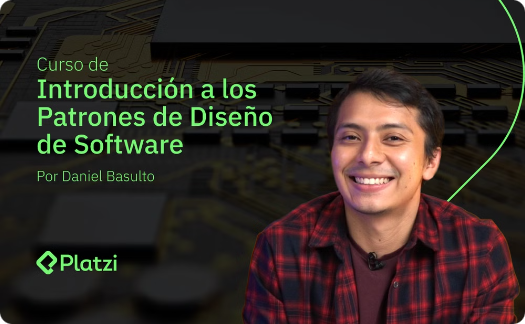 Curso de
Introducción a los
Patrones de Diseño
de Software
Por Daniel Basulto
Platzi